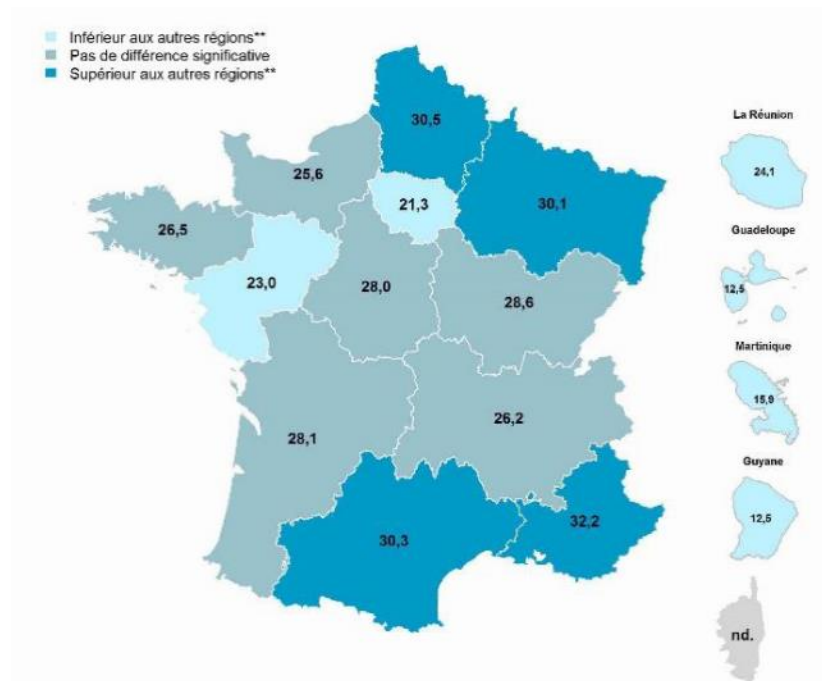 Inférieur aux autres régions**
Pas de différence significative
Supérieur aux autres régions**
30,5
La Réunion
24,1
25,6
21,3
30,1
26,5
Guadeloupe
23,0
28,0
12,5
28,6
Martinique
15,9
26,2
28,1
Guyane
12,5
32,2
30,3
nd.